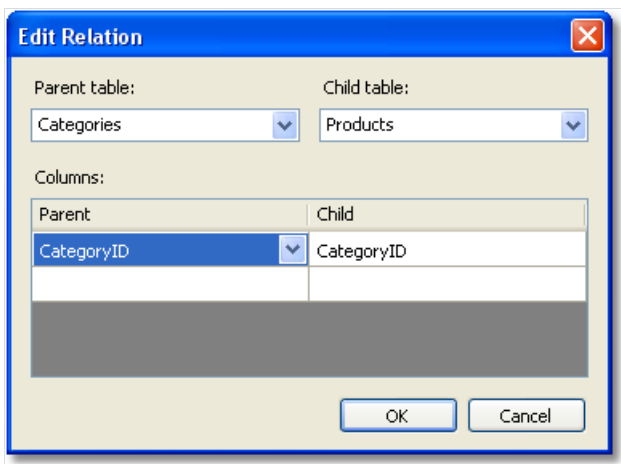 Edit Relation
Parent table: Child table:
Categories Products
Columns:
Parent Child
CategoryID CategoryID
OK Cancel